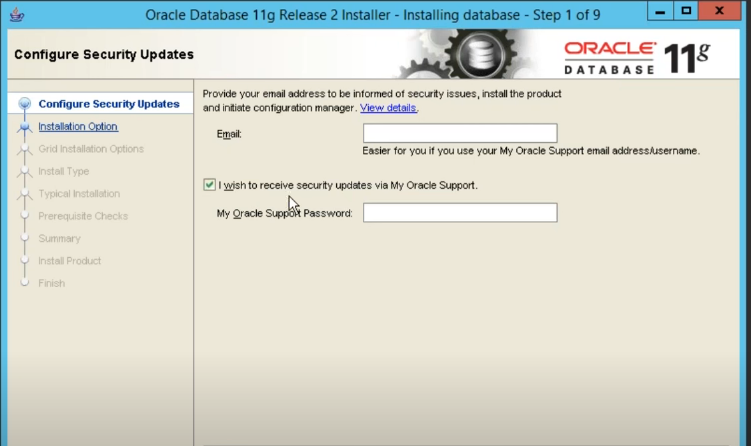 Oracle Database 11g Release 2 Installer - Installing database - Step 1 of 9
Configure Security Updates
ORACLE
DATABASE 11g
Configure Security Updates
Installation Option
Grid Installation Options
Install Type
Typical Installation
Prerequisite Checks
Summary
Install Product
Finish
Provide your email address to be informed of security issues, install the product
and initiate configuration manager. View details.
Email:
Easier for you if you use your My Oracle Support email address/username.
I wish to receive security updates via My Oracle Support.
My Oracle Support Password: